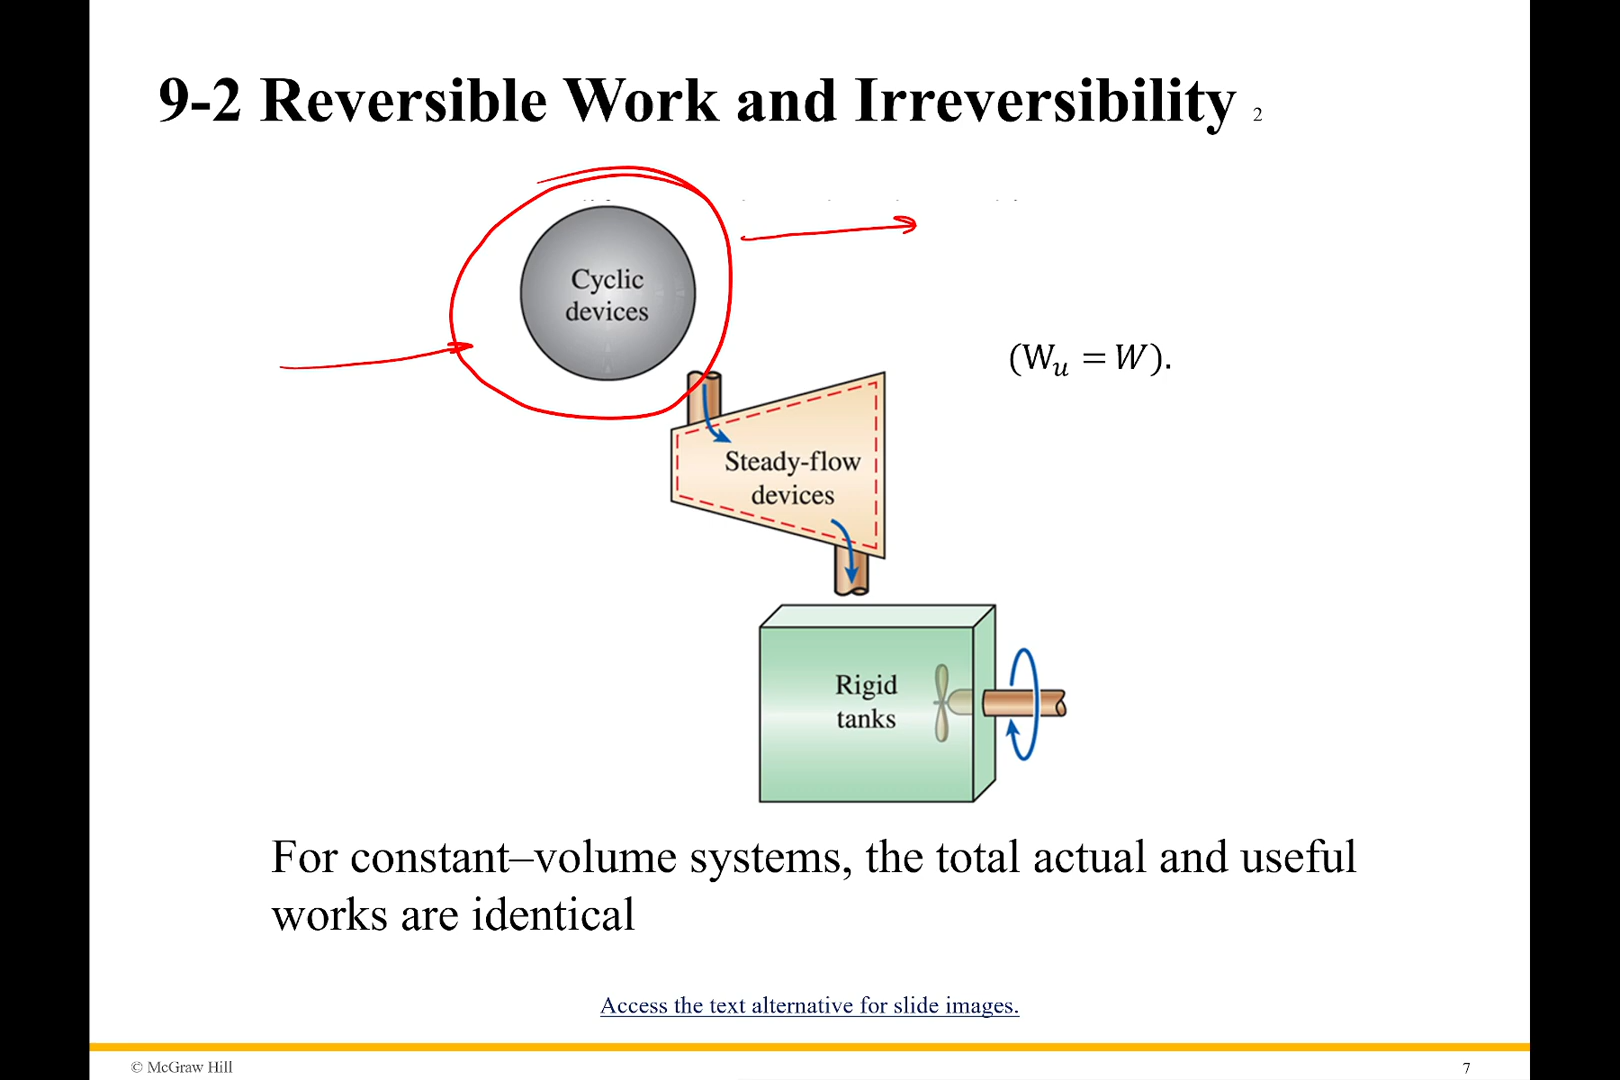 9-2 Reversible Work and Irreversibility 2
Cyclic
devices
(Wu = W).
Steady-flow
devices
Rigid
tanks
For constant–volume systems, the total actual and useful
works are identical
Access the text alternative for slide images.
© McGraw Hill
7